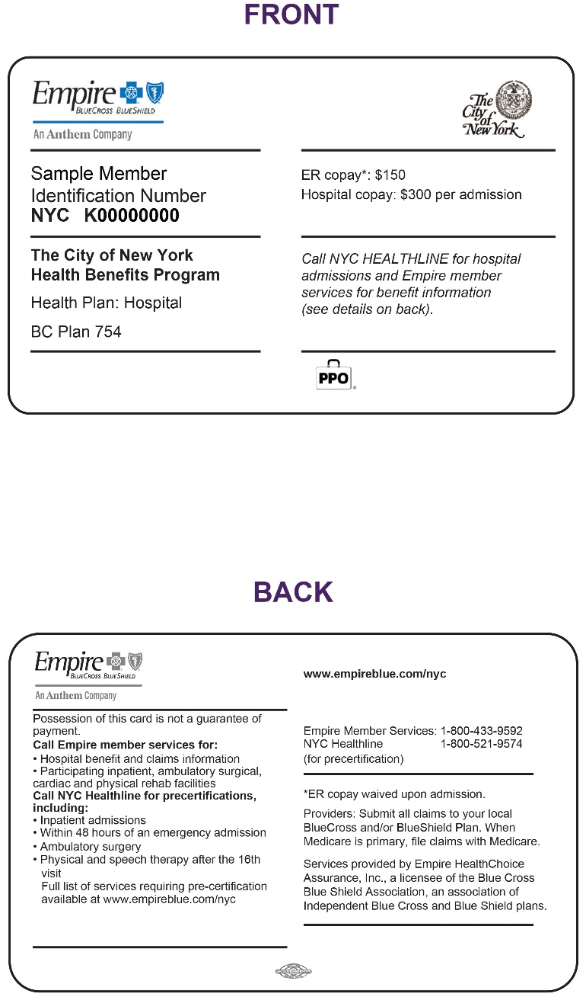 FRONT
Empire
BLUECROSS BLUESHIELD
An Anthem Company
The
City
of
New York
Sample Member
Identification Number
NYC K00000000
ER copay*: $150
Hospital copay: $300 per admission
The City of New York
Health Benefits Program
Health Plan: Hospital
BC Plan 754
Call NYC HEALTHLINE for hospital
admissions and Empire member
services for benefit information
(see details on back).
PPO®
BACK
Empire
BLUECROSS BLUESHIELD
An Anthem Company
www.empireblue.com/nyc
Possession of this card is not a guarantee of
payment.
Call Empire member services for:
• Hospital benefit and claims information
• Participating inpatient, ambulatory surgical,
cardiac and physical rehab facilities
Call NYC Healthline for precertifications,
including:
• Inpatient admissions
• Within 48 hours of an emergency admission
• Ambulatory surgery
• Physical and speech therapy after the 16th
visit
Full list of services requiring pre-certification
available at www.empireblue.com/nyc
Empire Member Services: 1-800-433-9592
NYC Healthline 1-800-521-9574
(for precertification)
*ER copay waived upon admission.
Providers: Submit all claims to your local
BlueCross and/or BlueShield Plan. When
Medicare is primary, file claims with Medicare.
Services provided by Empire HealthChoice
Assurance, Inc., a licensee of the Blue Cross
Blue Shield Association, an association of
Independent Blue Cross and Blue Shield plans.